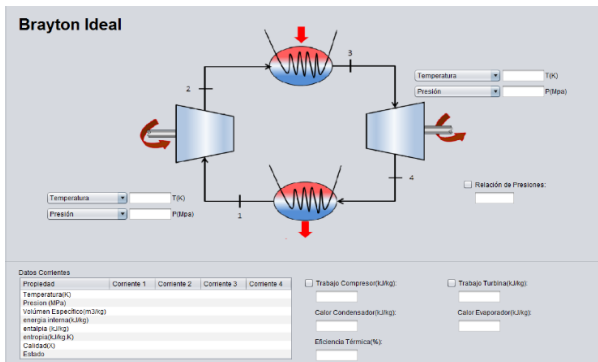 Brayton Ideal
3
2
Temperatura T(K)
Presión P(Mpa)
4
Relación de Presiones:
Temperatura T(K)
Presión P(Mpa)
1
Datos Corrientes
Propiedad Corriente 1 Corriente 2 Corriente 3 Corriente 4
Temperatura(K)
Presion (MPa)
Volúmen Específico(m3/kg)
energía interna(kJ/kg)
entalpia (kJ/kg)
entropia(kJ/kg.K)
Calidad(X)
Estado
Trabajo Compresor(kJ/kg): Trabajo Turbina(kJ/kg):
Calor Condensador(kJ/kg): Calor Evaporador(kJ/kg):
Eficiencia Térmica(%):